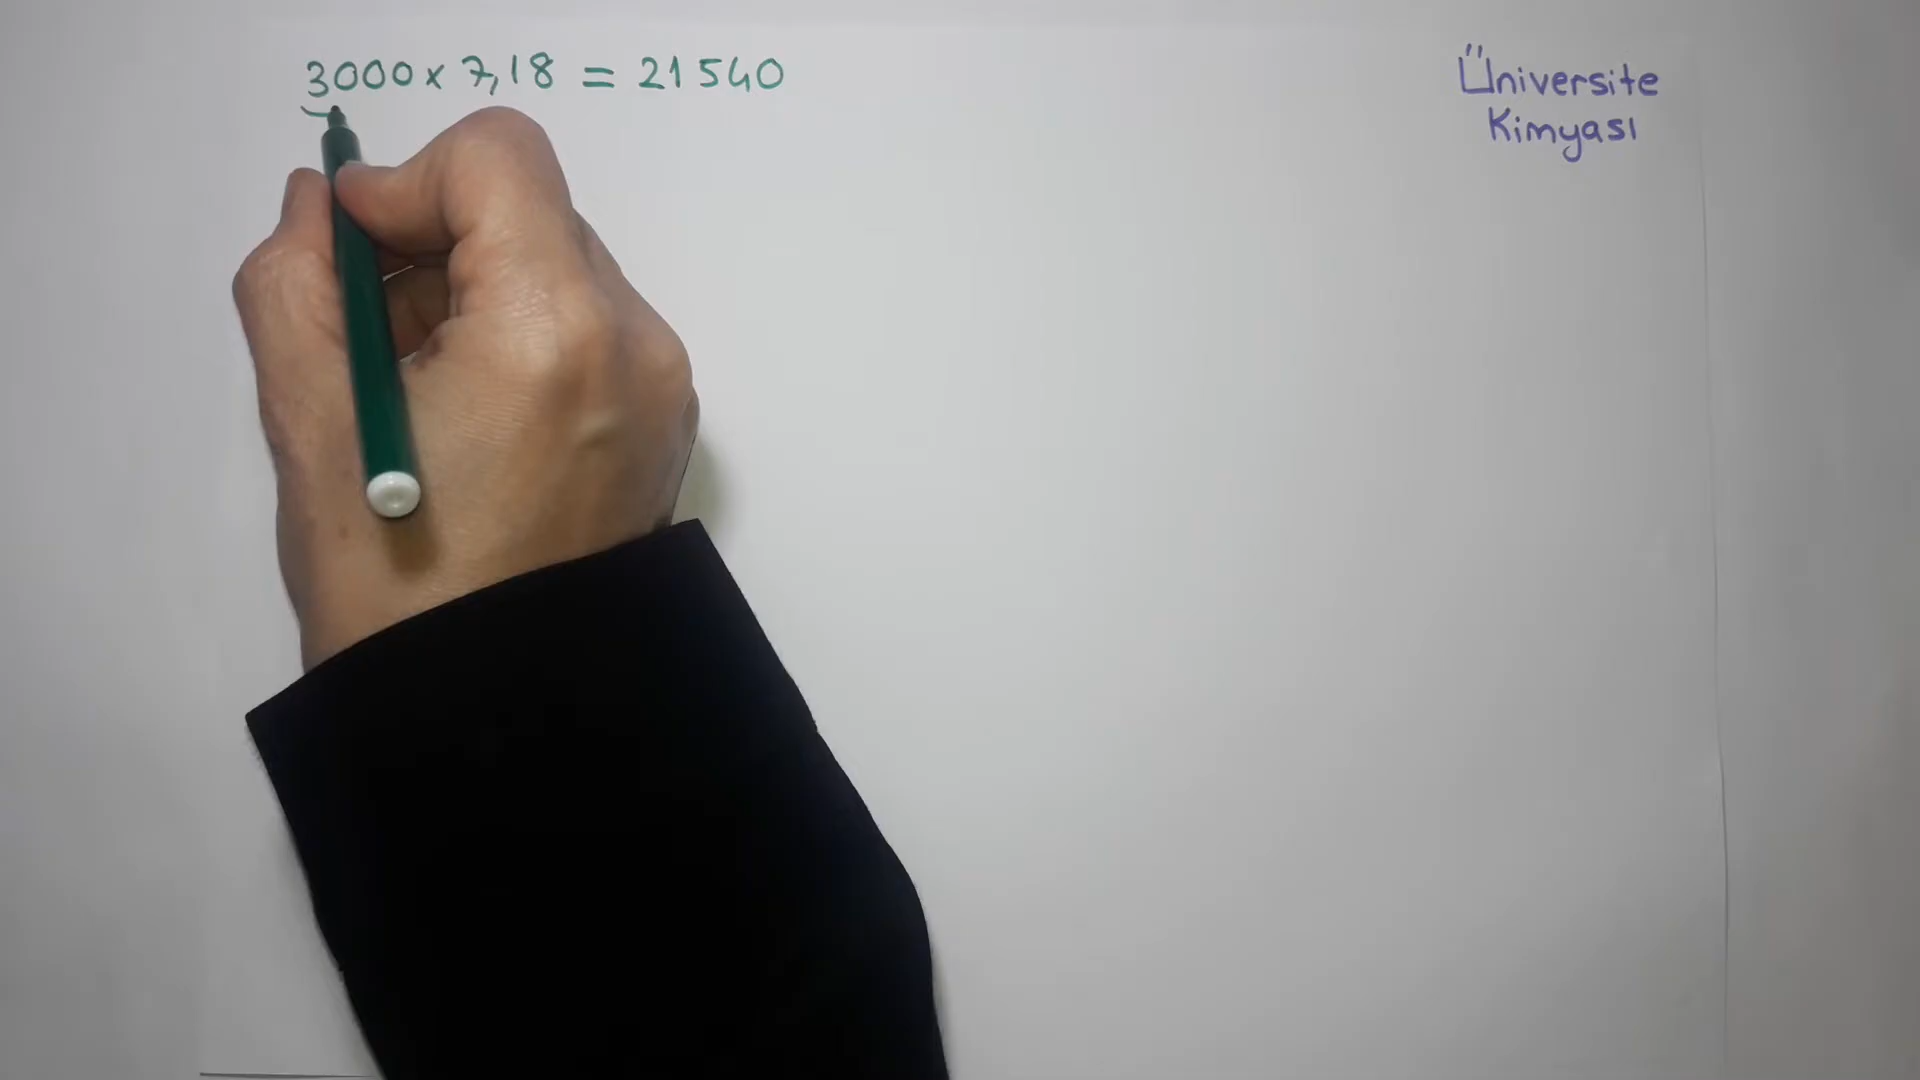 3000 x 7,18 = 21540
Üniversite
Kimyası